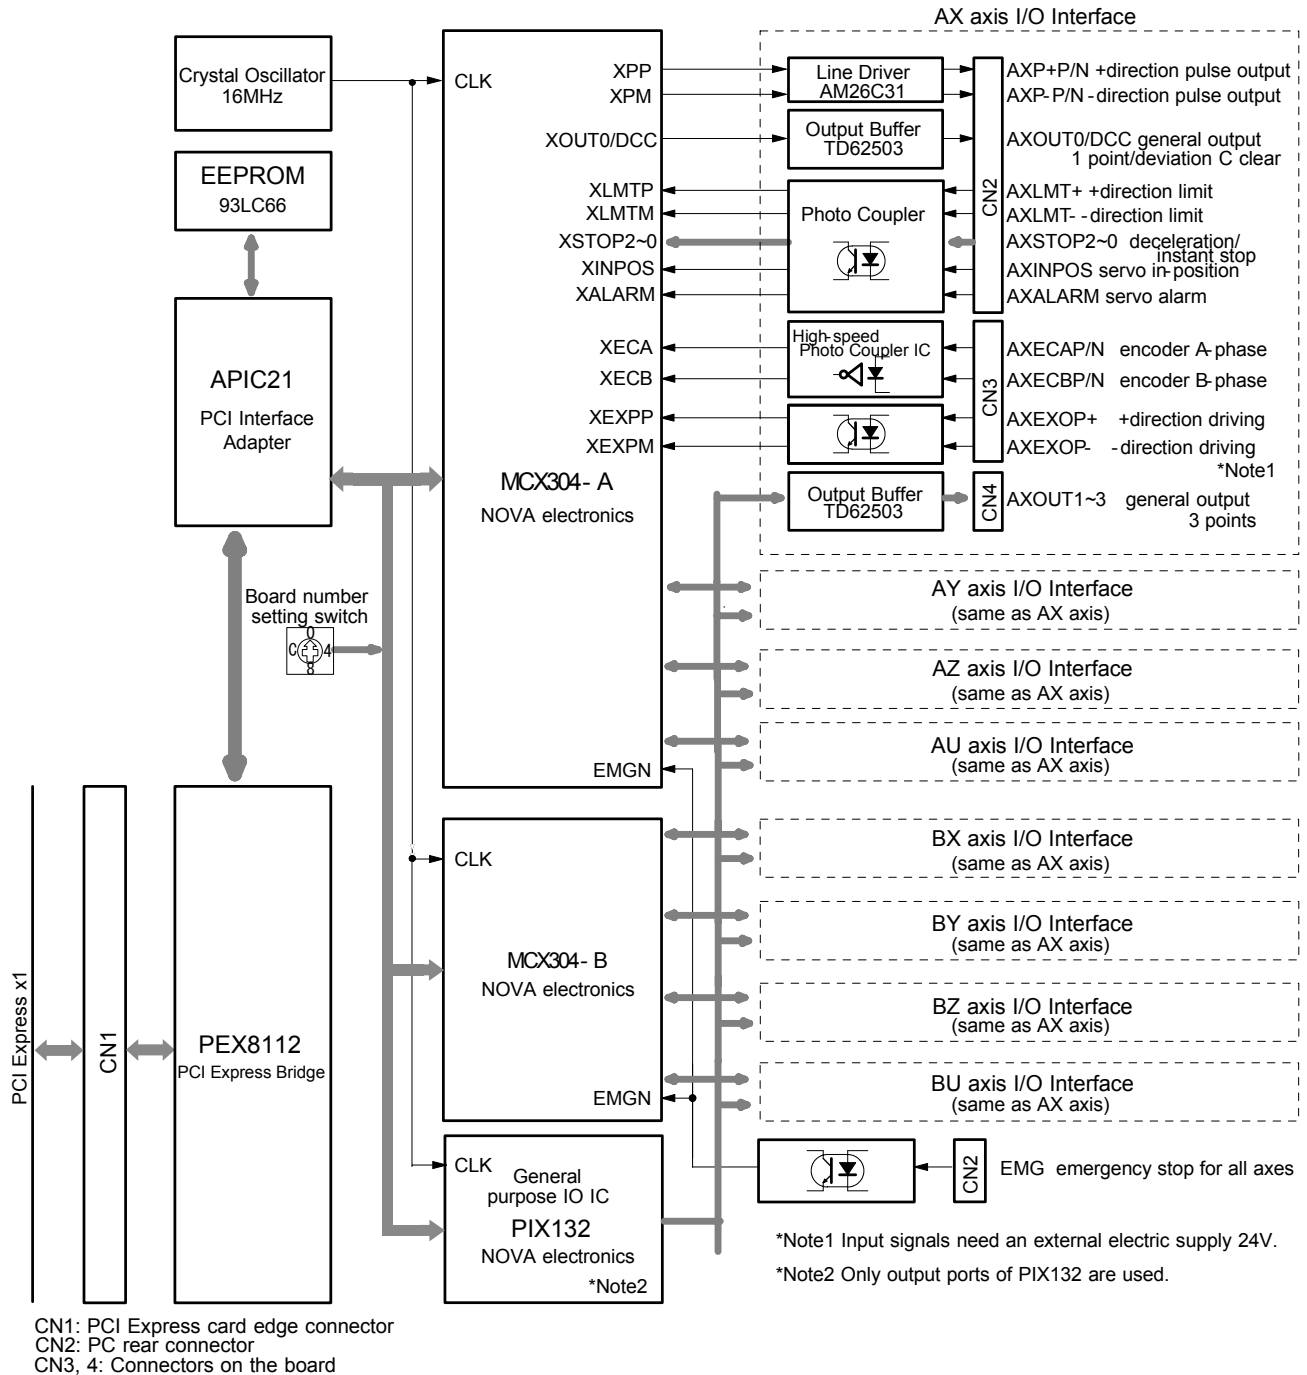 AX axis I/O Interface
Crystal Oscillator
16MHz
EEPROM
93LC66
APIC21
PCI Interface
Adapter
Board number
setting switch
0
C
4
8
PCI Express x1
CN1
PEX8112
PCI Express Bridge
CLK
XPP
XPM
XOUT0/DCC
XLMTP
XLMTM
XSTOP2~0
XINPOS
XALARM
XECA
XECB
XEXPP
XEXPM
MCX304-A
NOVA electronics
EMGN
CLK
MCX304-B
NOVA electronics
EMGN
CLK
General
purpose IO IC
PIX132
NOVA electronics
*Note2
Line Driver
AM26C31
Output Buffer
TD62503
Photo Coupler
High-speed
Photo Coupler IC
Output Buffer
TD62503
CN2
CN3
CN4
AXP+P/N +direction pulse output
AXP-P/N -direction pulse output
AXOUT0/DCC general output
1 point/deviation C clear
AXLMT+ +direction limit
AXLMT- -direction limit
AXSTOP2~0 deceleration/
instant stop
AXINPOS servo in-position
AXALARM servo alarm
AXECAP/N encoder A-phase
AXECBP/N encoder B-phase
AXEXOP+ +direction driving
AXEXOP- -direction driving
*Note1
AXOUT1~3 general output
3 points
AY axis I/O Interface
(same as AX axis)
AZ axis I/O Interface
(same as AX axis)
AU axis I/O Interface
(same as AX axis)
BX axis I/O Interface
(same as AX axis)
BY axis I/O Interface
(same as AX axis)
BZ axis I/O Interface
(same as AX axis)
BU axis I/O Interface
(same as AX axis)
CN2
EMG emergency stop for all axes
*Note1 Input signals need an external electric supply 24V.
*Note2 Only output ports of PIX132 are used.
CN1: PCI Express card edge connector
CN2: PC rear connector
CN3, 4: Connectors on the board